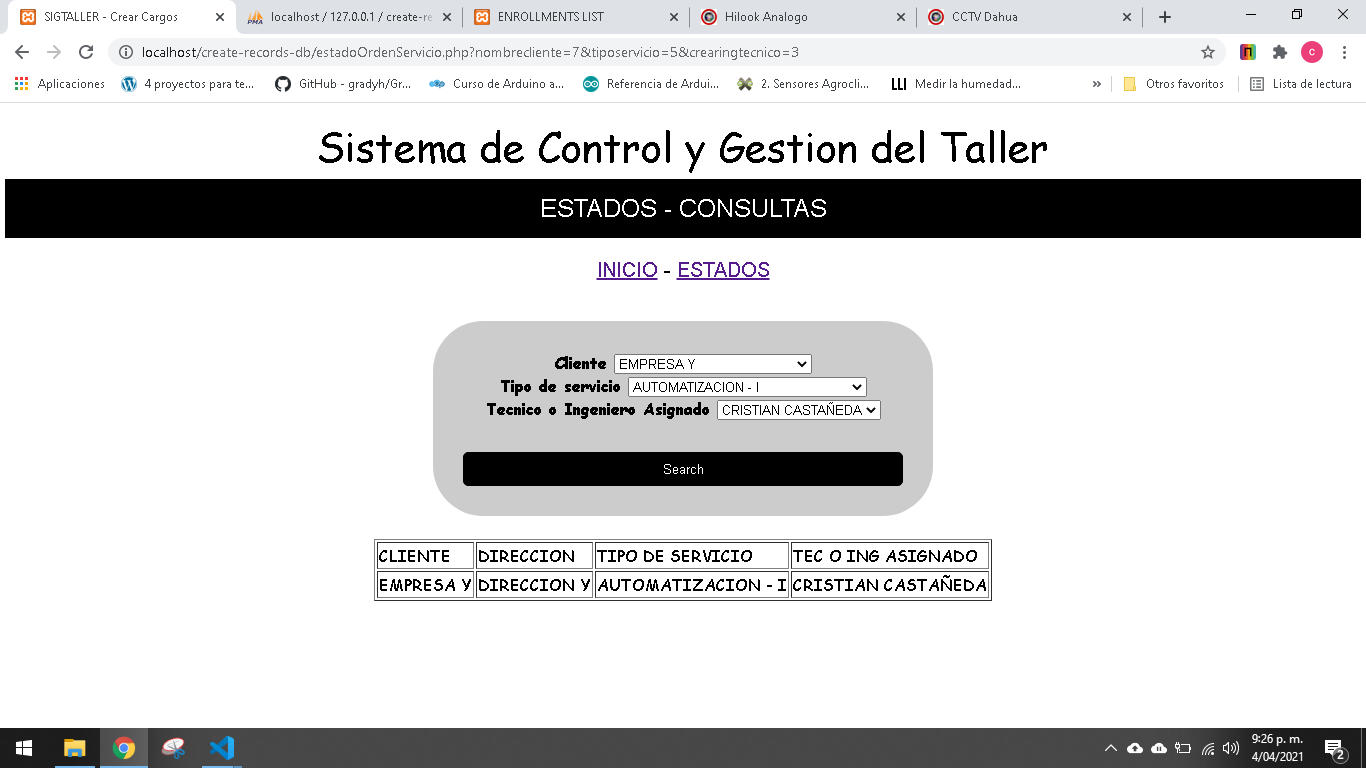 SIGTALLER - Crear Cargos
localhost / 127.0.0.1 / create-re
ENROLLMENTS LIST
Hilook Analogo
CCTV Dahua
localhost/create-records-db/estadoOrdenServicio.php?nombrecliente=7&tiposervicio=5&crearingtecnico=3
c
Aplicaciones
4 proyectos para te...
GitHub - gradyh/Gr...
Curso de Arduino a...
Referencia de Ardui...
2. Sensores Agrocli...
Medir la humedad...
»
Otros favoritos
Lista de lectura
Sistema de Control y Gestion del Taller
ESTADOS - CONSULTAS
INICIO - ESTADOS
Cliente EMPRESA Y
Tipo de servicio AUTOMATIZACION - I
Tecnico o Ingeniero Asignado CRISTIAN CASTAÑEDA
Search
CLIENTE DIRECCION TIPO DE SERVICIO TEC O ING ASIGNADO
EMPRESA Y DIRECCION Y AUTOMATIZACION - I CRISTIAN CASTAÑEDA
9:26 p. m.
4/04/2021
2